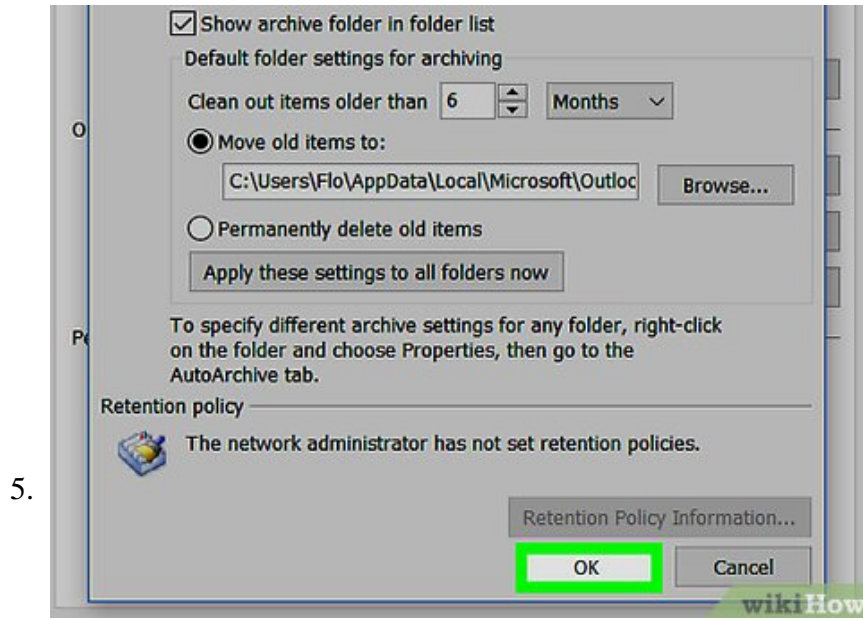 Show archive folder in folder list
Default folder settings for archiving
Clean out items older than 6 Months
Move old items to:
C:\Users\Flo\AppData\Local\Microsoft\Outloc Browse...
Permanently delete old items
Apply these settings to all folders now
To specify different archive settings for any folder, right-click
on the folder and choose Properties, then go to the
AutoArchive tab.
Retention policy
The network administrator has not set retention policies.
5.
Retention Policy Information...
OK Cancel
wikiHow